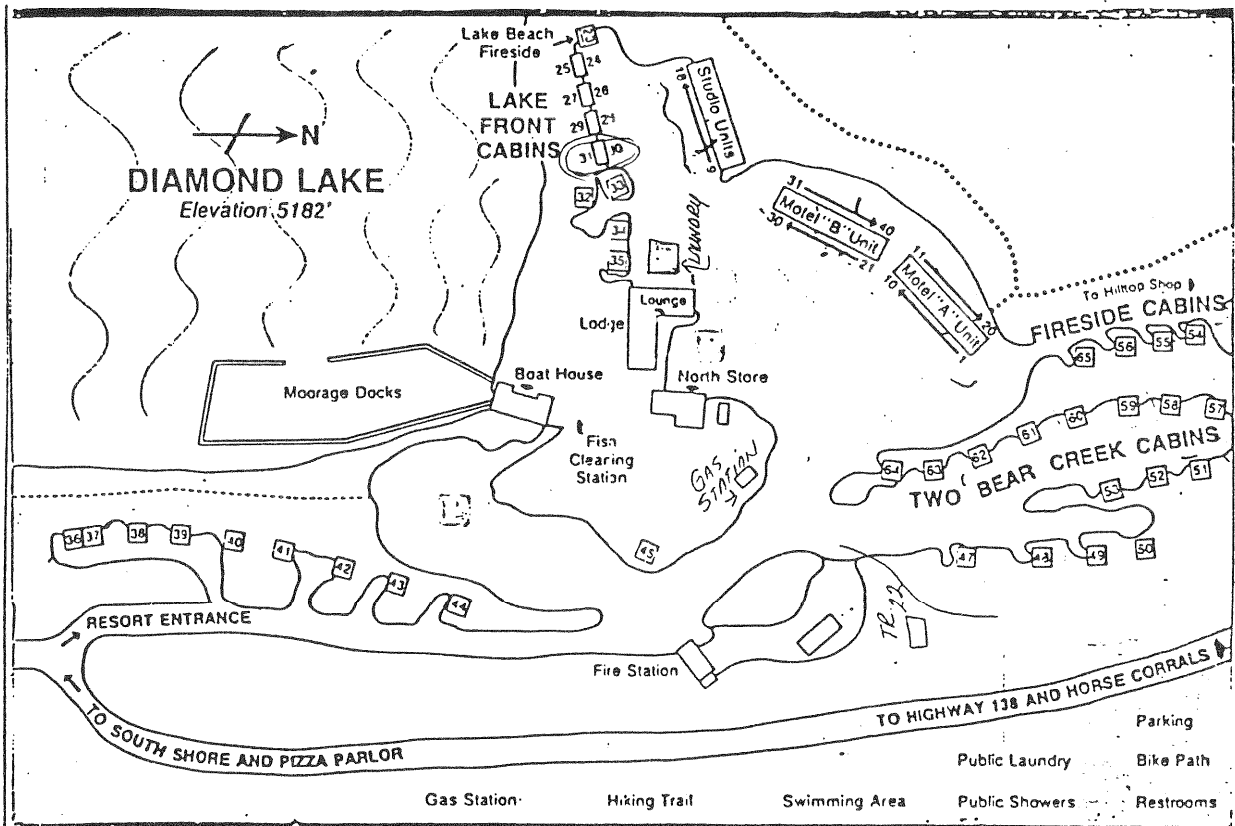 Lake Beach
Fireside
25 24
27 26
29
31 30
LAKE
FRONT
CABINS
N
DIAMOND LAKE
Elevation 5182'
32
33
34
35
18
Studio Units
9
Laundry
31
40
Motel "B" Unit
30
21
11
20
Motel "A" Unit
10
1
To Hilltop Shop
FIRESIDE CABINS
65
56
55
54
Lounge
Lodge
North Store
Boat House
Moorage Docks
Fish
Clearing
Station
GAS
STATION
64
63
62
61
60
59
58
57
TWO BEAR CREEK CABINS
53
52
51
36
37
38
39
40
41
42
43
44
45
47
48
49
50
TR-22
RESORT ENTRANCE
Fire Station
TO SOUTH SHORE AND PIZZA PARLOR
TO HIGHWAY 138 AND HORSE CORRALS
Parking
Public Laundry
Bike Path
Gas Station
Hiking Trail
Swimming Area
Public Showers
Restrooms